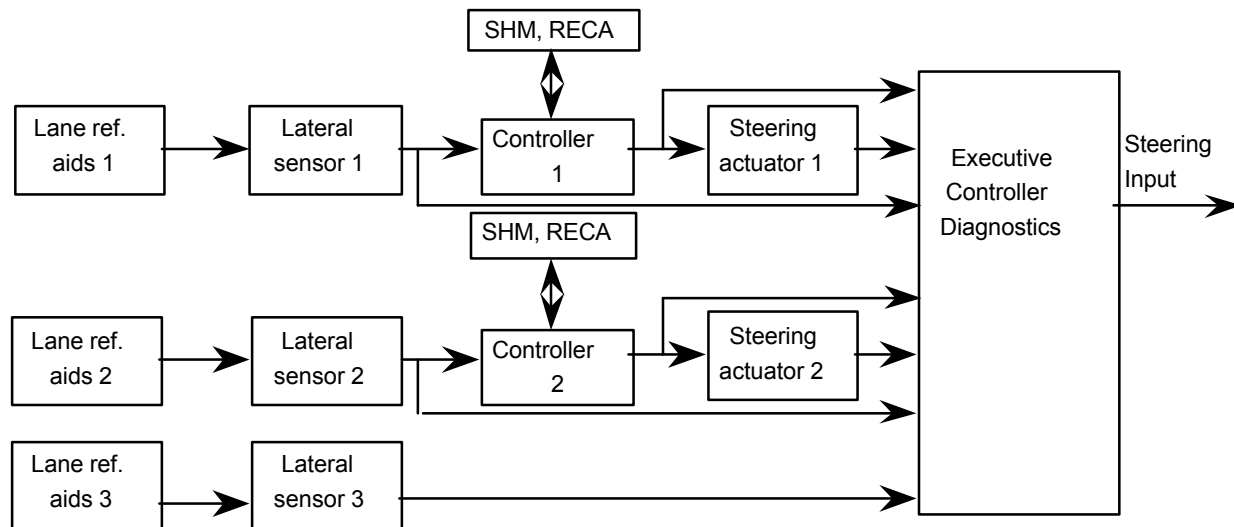 SHM, RECA
Lane ref.
aids 1
Lateral
sensor 1
Controller
1
Steering
actuator 1
Executive
Controller
Diagnostics
Steering
Input
SHM, RECA
Lane ref.
aids 2
Lateral
sensor 2
Controller
2
Steering
actuator 2
Lane ref.
aids 3
Lateral
sensor 3